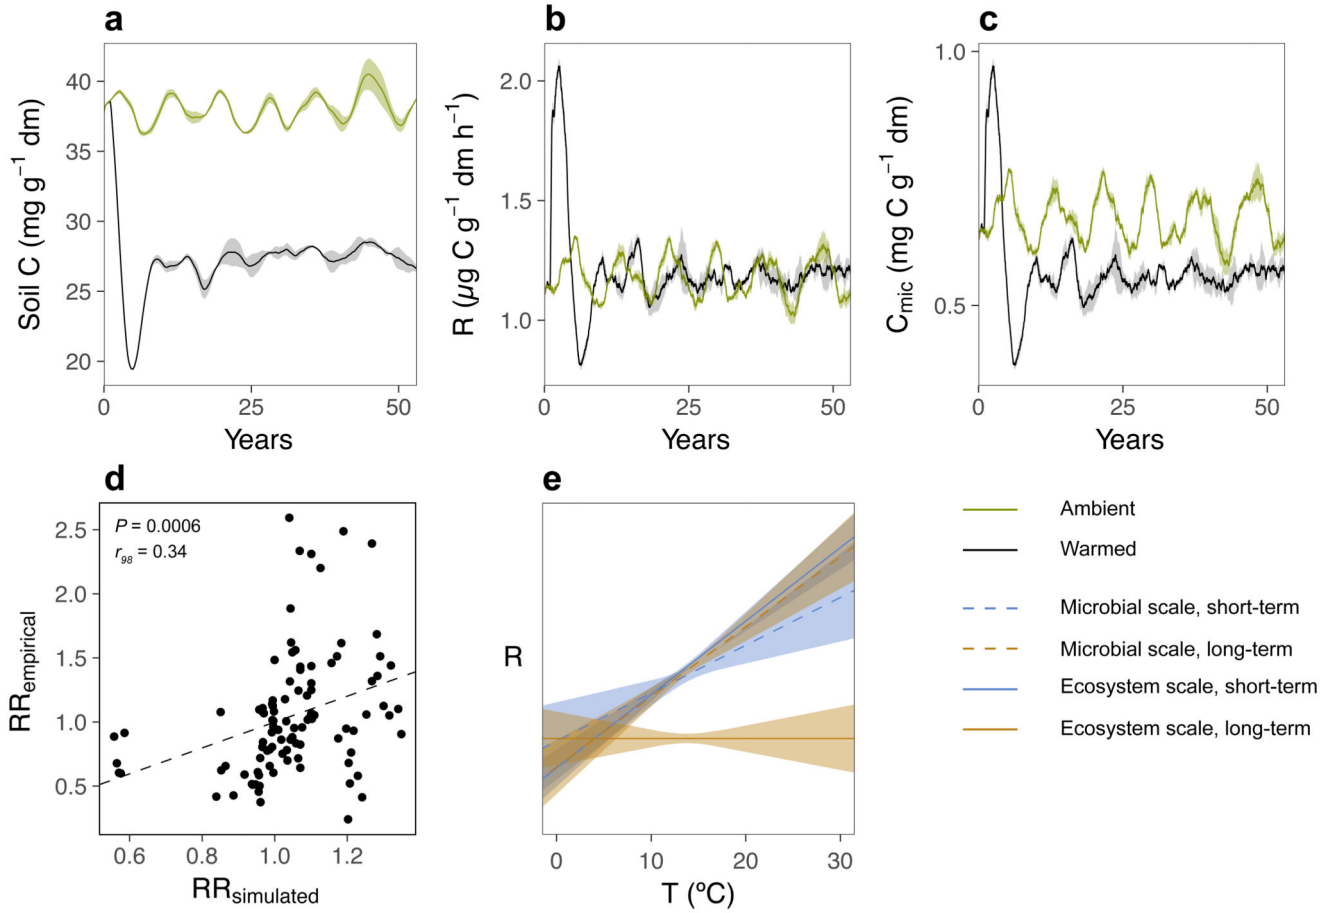 a
Soil C (mg g⁻¹ dm)
40
35
30
25
20
0 25 50
Years
b
R (µg C g⁻¹ dm h⁻¹)
2.0
1.5
1.0
0 25 50
Years
c
C_mic (mg C g⁻¹ dm)
1.0
0.5
0 25 50
Years
d
P = 0.0006
r_98 = 0.34
RR_empirical
2.5
2.0
1.5
1.0
0.5
0.6 0.8 1.0 1.2
RR_simulated
e
R
0 10 20 30
T (ºC)
Ambient
Warmed
Microbial scale, short-term
Microbial scale, long-term
Ecosystem scale, short-term
Ecosystem scale, long-term